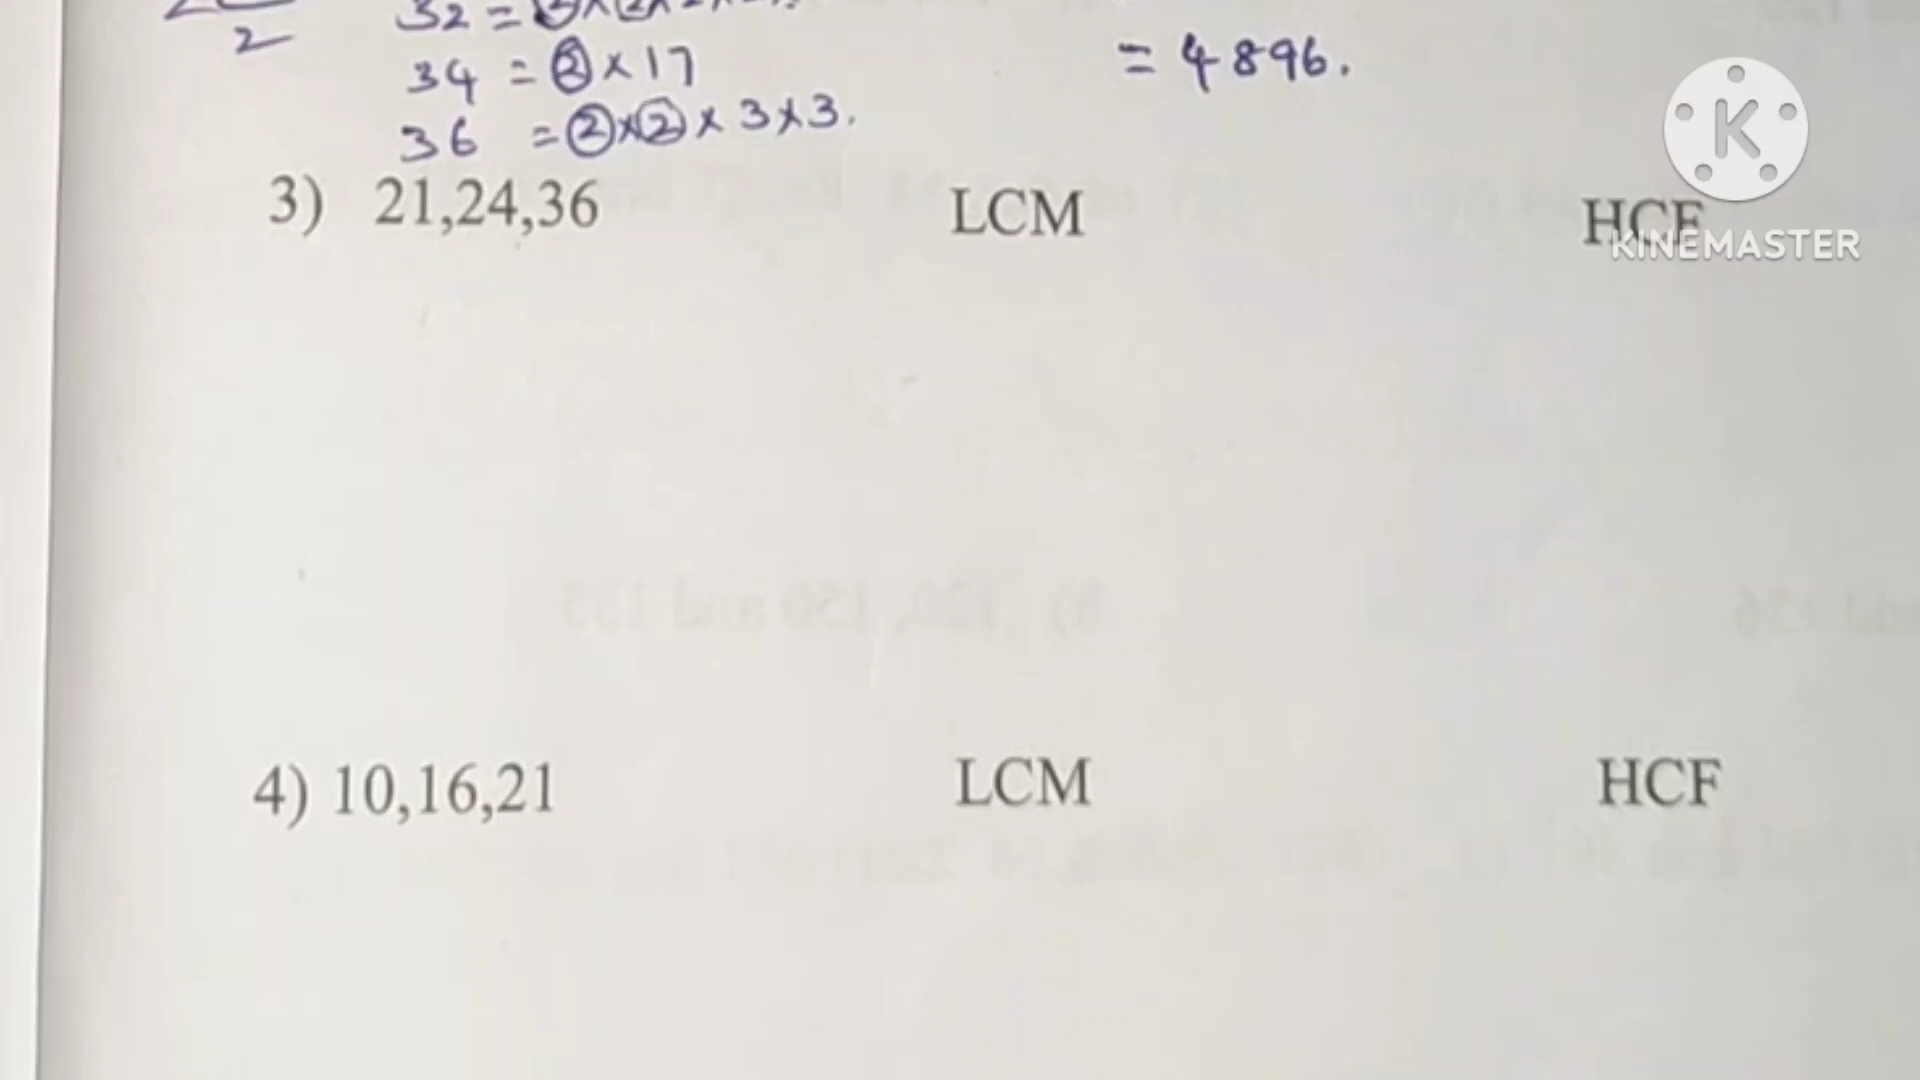 2
34 = 2 × 17
= 4896.
36 = 2 × 2 × 3 × 3.
K
KINEMASTER
3) 21,24,36 LCM HCF
4) 10,16,21 LCM HCF